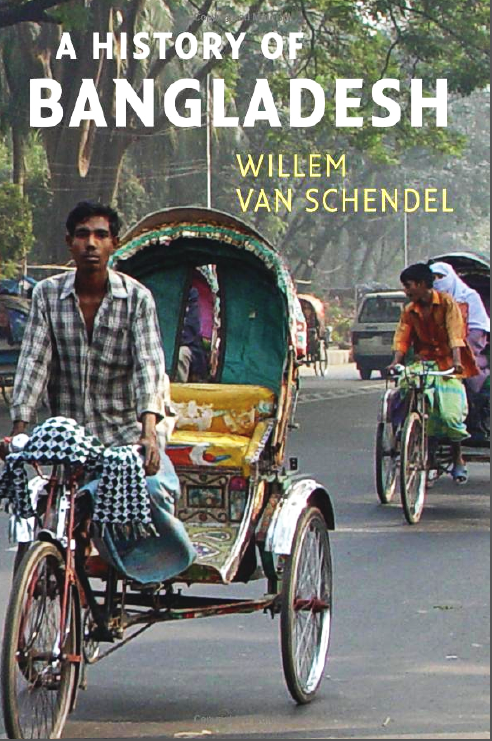 A HISTORY OF
BANGLADESH
WILLEM
VAN SCHENDEL